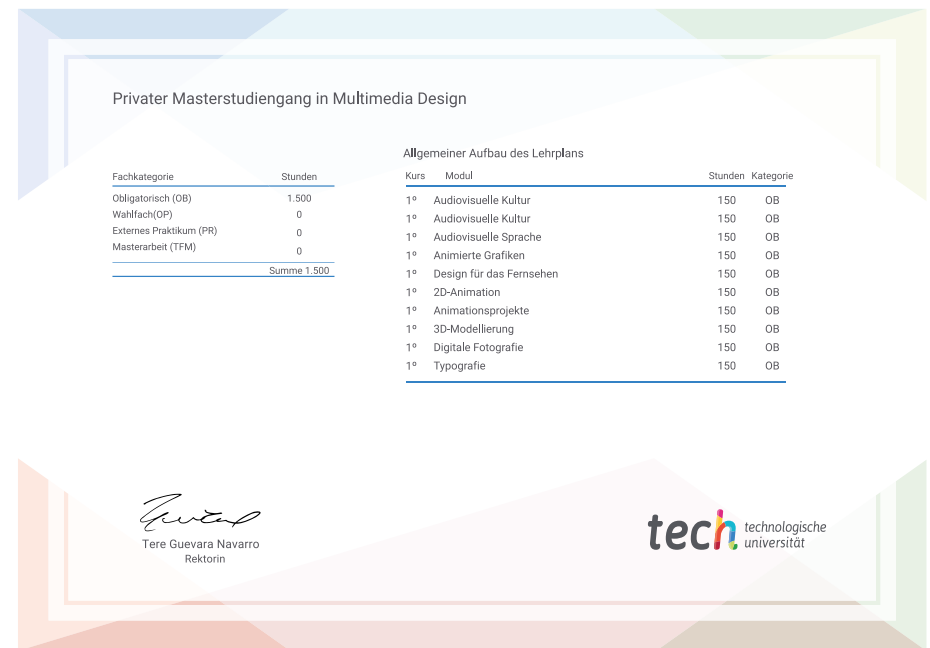 Privater Masterstudiengang in Multimedia Design
Fachkategorie Stunden
Obligatorisch (OB) 1.500
Wahlfach(OP) 0
Externes Praktikum (PR) 0
Masterarbeit (TFM) 0
Summe 1.500
Allgemeiner Aufbau des Lehrplans
Kurs Modul Stunden Kategorie
1º Audiovisuelle Kultur 150 OB
1º Audiovisuelle Kultur 150 OB
1º Audiovisuelle Sprache 150 OB
1º Animierte Grafiken 150 OB
1º Design für das Fernsehen 150 OB
1º 2D-Animation 150 OB
1º Animationsprojekte 150 OB
1º 3D-Modellierung 150 OB
1º Digitale Fotografie 150 OB
1º Typografie 150 OB
Tere Guevara Navarro
Rektorin
tech technologische
universität